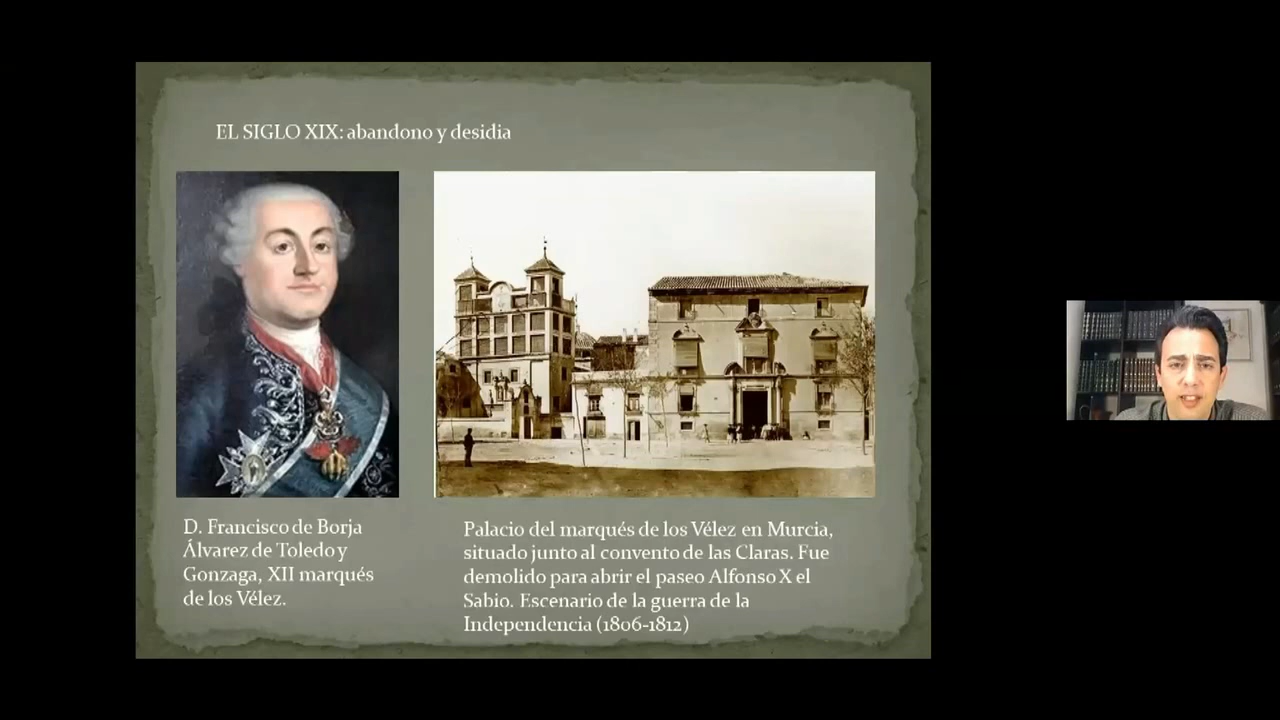 EL SIGLO XIX: abandono y desidia
D. Francisco de Borja
Álvarez de Toledo y
Gonzaga, XII marqués
de los Vélez.
Palacio del marqués de los Vélez en Murcia,
situado junto al convento de las Claras. Fue
demolido para abrir el paseo Alfonso X el
Sabio. Escenario de la guerra de la
Independencia (1806-1812)